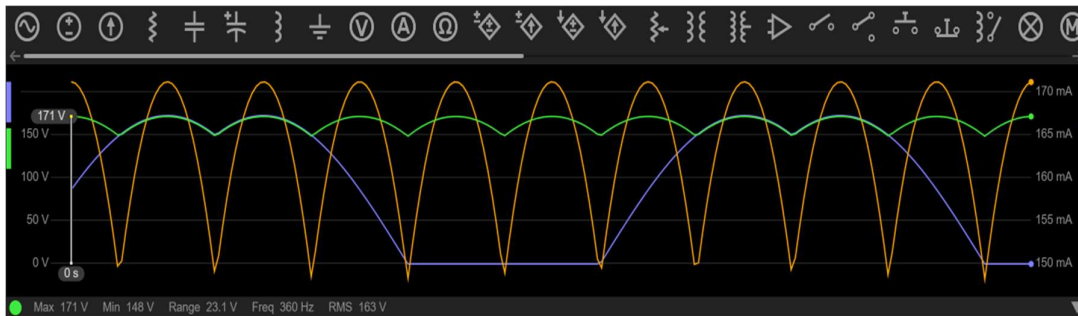 V A Ω M
171 V
150 V
100 V
50 V
0 V
0 s
170 mA
165 mA
160 mA
155 mA
150 mA
Max 171 V Min 148 V Range 23.1 V Freq 360 Hz RMS 163 V